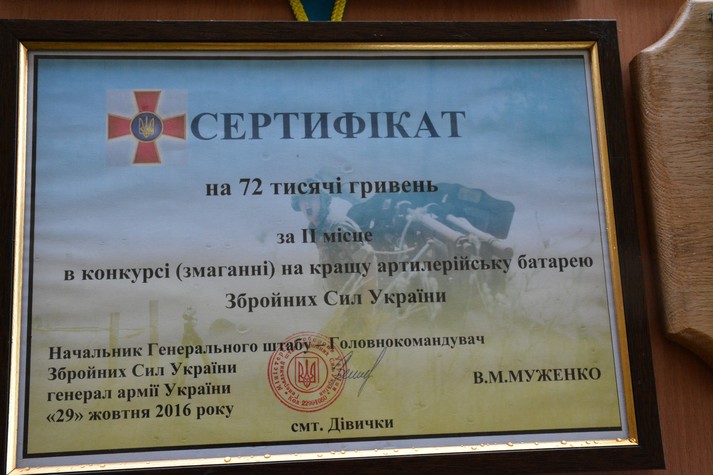 СЕРТИФІКАТ
на 72 тисячі гривень
за II місце
в конкурсі (змаганні) на кращу артилерійську батарею
Збройних Сил України
Начальник Генерального штабу – Головнокомандувач
Збройних Сил України
генерал армії України
«29» жовтня 2016 року
В.М.МУЖЕНКО
смт. Дівички